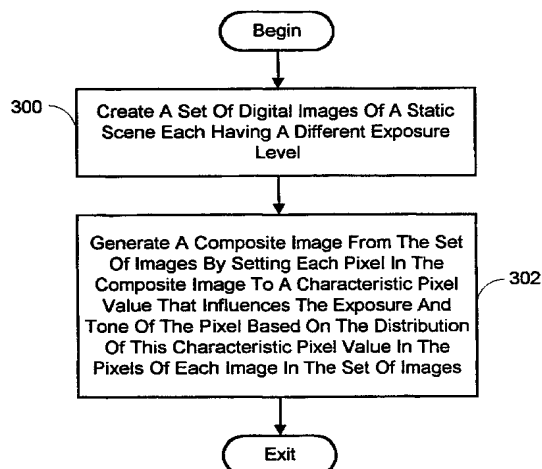 Begin
300
Create A Set Of Digital Images Of A Static
Scene Each Having A Different Exposure
Level
Generate A Composite Image From The Set
Of Images By Setting Each Pixel In The
Composite Image To A Characteristic Pixel
Value That Influences The Exposure And
Tone Of The Pixel Based On The Distribution
Of This Characteristic Pixel Value In The
Pixels Of Each Image In The Set Of Images
302
Exit